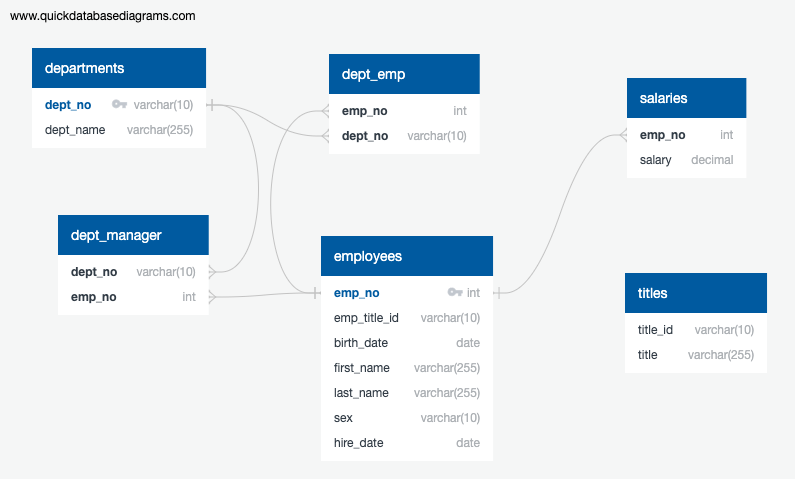 www.quickdatabasediagrams.com
departments
dept_no varchar(10)
dept_name varchar(255)
dept_emp
emp_no int
dept_no varchar(10)
salaries
emp_no int
salary decimal
dept_manager
dept_no varchar(10)
emp_no int
employees
emp_no int
emp_title_id varchar(10)
birth_date date
first_name varchar(255)
last_name varchar(255)
sex varchar(10)
hire_date date
titles
title_id varchar(10)
title varchar(255)